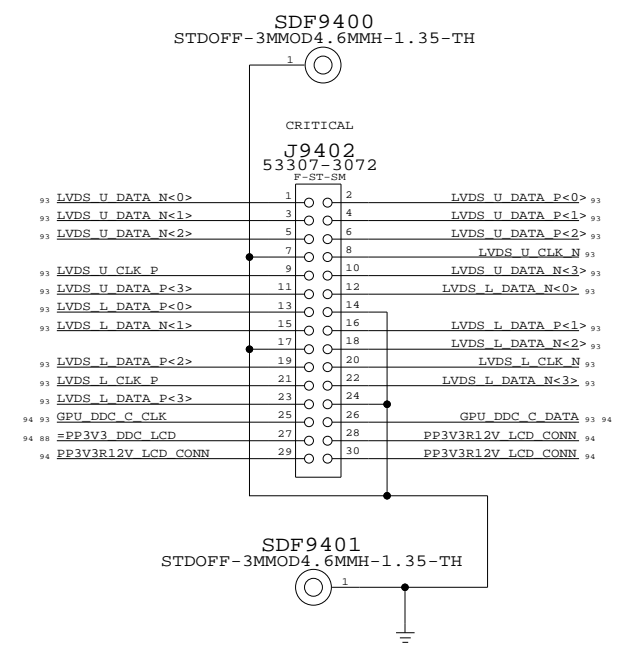 SDF9400
STDOFF-3MMOD4.6MMH-1.35-TH
1
CRITICAL
J9402
53307-3072
F-ST-SM
93 LVDS_U_DATA_N<0> 1 2 LVDS_U_DATA_P<0> 93
93 LVDS_U_DATA_N<1> 3 4 LVDS_U_DATA_P<1> 93
93 LVDS_U_DATA_N<2> 5 6 LVDS_U_DATA_P<2> 93
7 8 LVDS_U_CLK_N 93
93 LVDS_U_CLK_P 9 10 LVDS_U_DATA_N<3> 93
93 LVDS_U_DATA_P<3> 11 12 LVDS_L_DATA_N<0> 93
93 LVDS_L_DATA_P<0> 13 14
93 LVDS_L_DATA_N<1> 15 16 LVDS_L_DATA_P<1> 93
17 18 LVDS_L_DATA_N<2> 93
93 LVDS_L_DATA_P<2> 19 20 LVDS_L_CLK_N 93
93 LVDS_L_CLK_P 21 22 LVDS_L_DATA_N<3> 93
93 LVDS_L_DATA_P<3> 23 24
94 93 GPU_DDC_C_CLK 25 26 GPU_DDC_C_DATA 93 94
94 88 =PP3V3_DDC_LCD 27 28 PP3V3R12V_LCD_CONN 94
94 PP3V3R12V_LCD_CONN 29 30 PP3V3R12V_LCD_CONN 94
SDF9401
STDOFF-3MMOD4.6MMH-1.35-TH
1